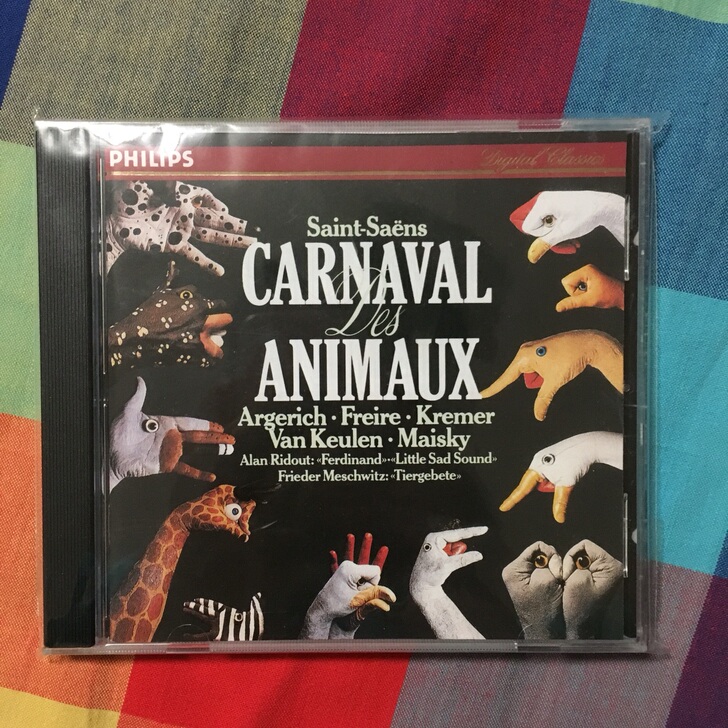 PHILIPS
Digital Classics
Saint-Saëns
CARNAVAL
Des
ANIMAUX
Argerich · Freire · Kremer
Van Keulen · Maisky
Alan Ridout: «Ferdinand»·«Little Sad Sound»
Frieder Meschwitz: «Tiergebete»